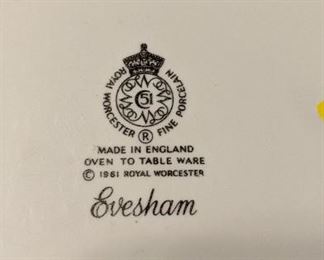 ROYAL WORCESTER FINE PORCELAIN
C 51
®
MADE IN ENGLAND
OVEN TO TABLE WARE
© 1961 ROYAL WORCESTER
Evesham